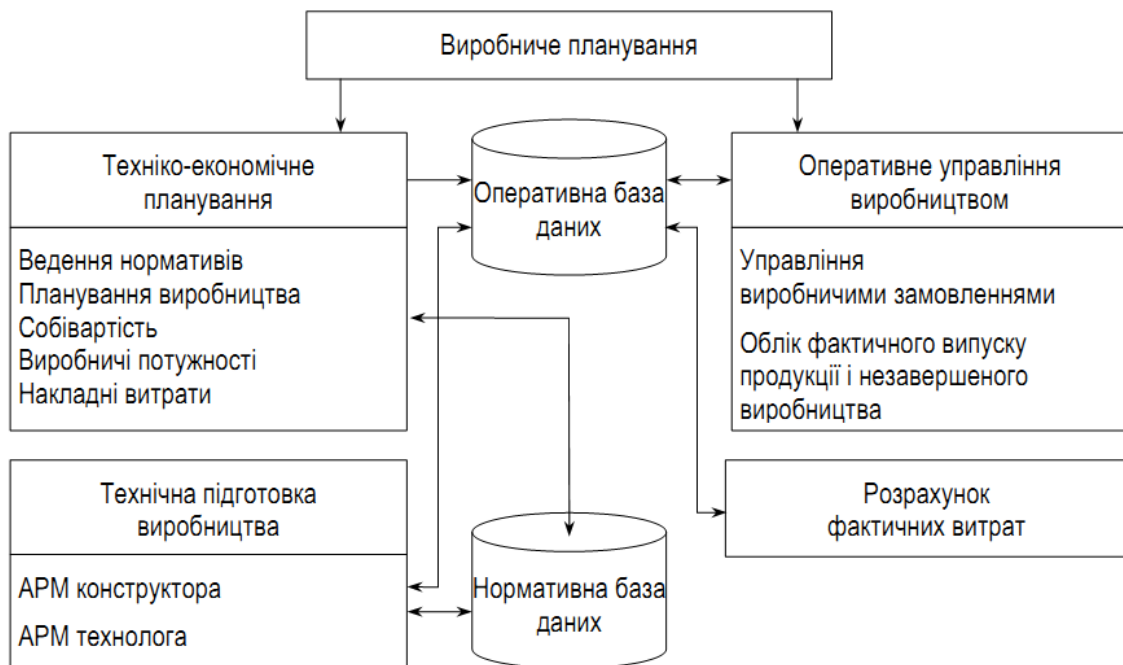 Виробниче планування
Техніко-економічне
планування
Ведення нормативів
Планування виробництва
Собівартість
Виробничі потужності
Накладні витрати
Оперативна база
даних
Оперативне управління
виробництвом
Управління
виробничими замовленнями
Облік фактичного випуску
продукції і незавершеного
виробництва
Технічна підготовка
виробництва
АРМ конструктора
АРМ технолога
Нормативна база
даних
Розрахунок
фактичних витрат